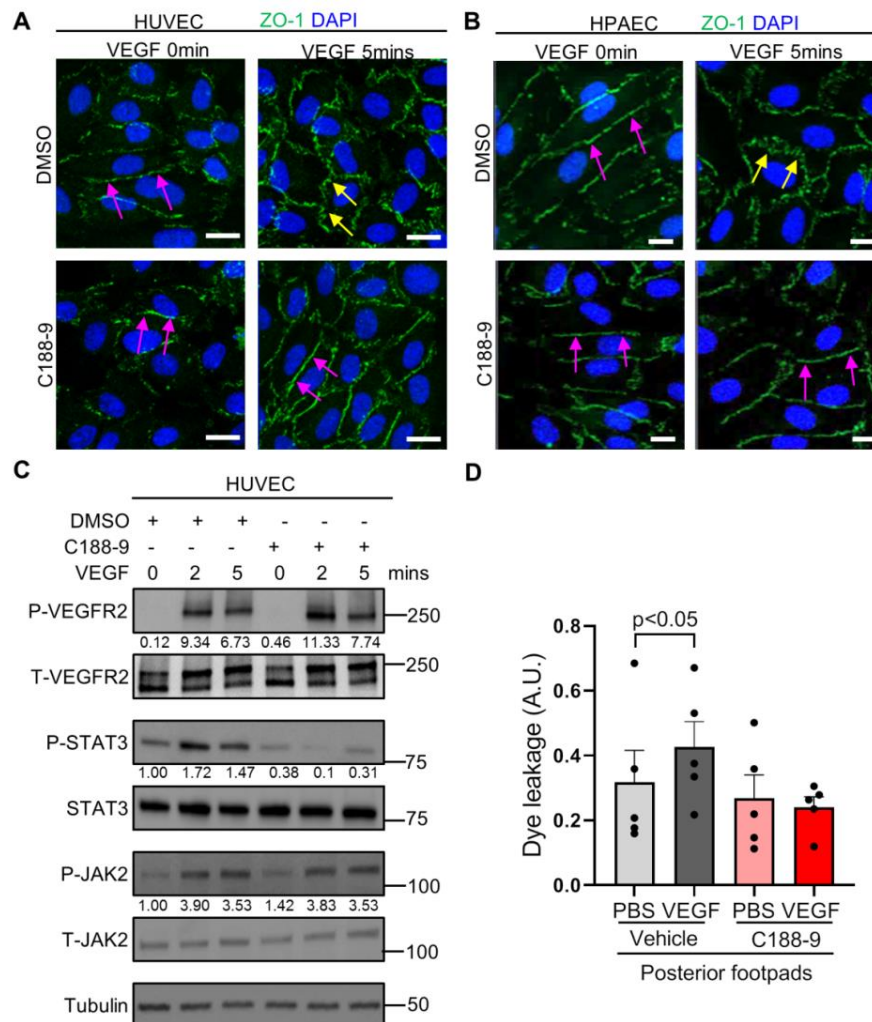 A HUVEC ZO-1 DAPI
VEGF 0min VEGF 5mins
DMSO
C188-9
B HPAEC ZO-1 DAPI
VEGF 0min VEGF 5mins
DMSO
C188-9
C
HUVEC
DMSO + + + - - -
C188-9 - - - + + +
VEGF 0 2 5 0 2 5 mins
P-VEGFR2 250
0.12 9.34 6.73 0.46 11.33 7.74
T-VEGFR2 250
P-STAT3 75
1.00 1.72 1.47 0.38 0.1 0.31
STAT3 75
P-JAK2 100
1.00 3.90 3.53 1.42 3.83 3.53
T-JAK2 100
Tubulin 50
D
p<0.05
Dye leakage (A.U.)
0.8
0.6
0.4
0.2
0.0
PBS VEGF PBS VEGF
Vehicle C188-9
Posterior footpads